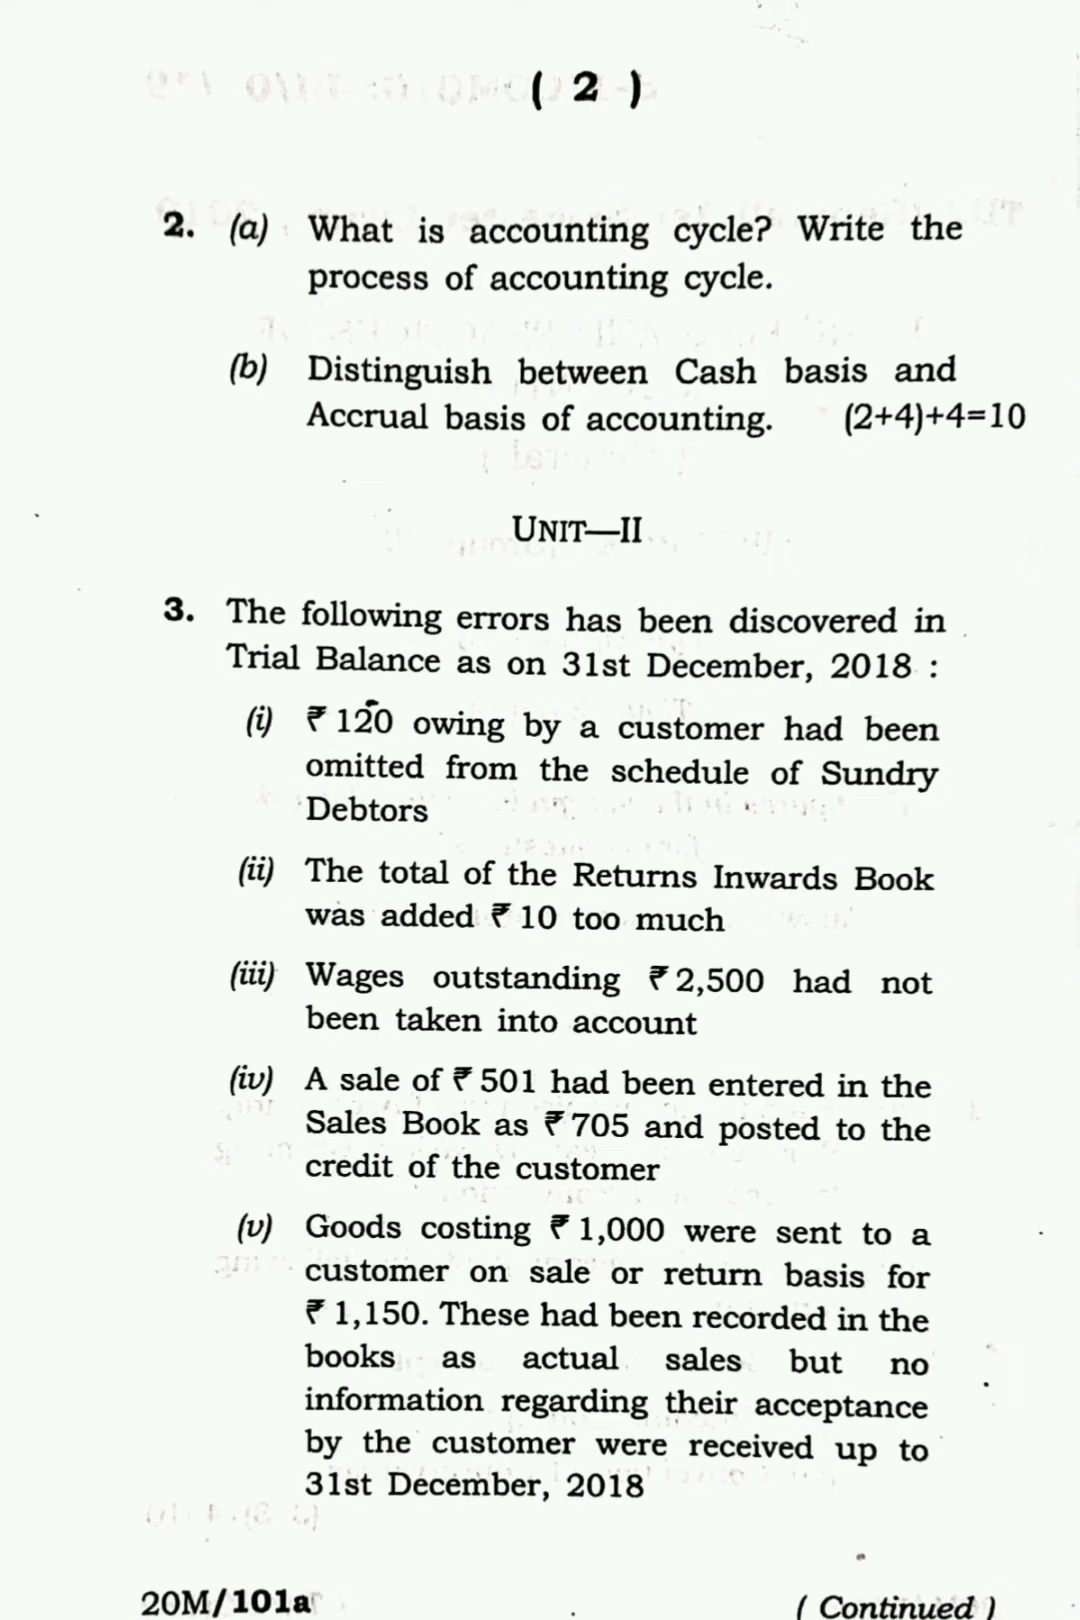 ( 2 )
2. (a) What is accounting cycle? Write the
process of accounting cycle.
(b) Distinguish between Cash basis and
Accrual basis of accounting. (2+4)+4=10
UNIT—II
3. The following errors has been discovered in
Trial Balance as on 31st December, 2018 :
(i) ₹ 120 owing by a customer had been
omitted from the schedule of Sundry
Debtors
(ii) The total of the Returns Inwards Book
was added ₹ 10 too much
(iii) Wages outstanding ₹ 2,500 had not
been taken into account
(iv) A sale of ₹ 501 had been entered in the
Sales Book as ₹ 705 and posted to the
credit of the customer
(v) Goods costing ₹ 1,000 were sent to a
customer on sale or return basis for
₹ 1,150. These had been recorded in the
books as actual sales but no
information regarding their acceptance
by the customer were received up to
31st December, 2018
20M/101a ( Continued )